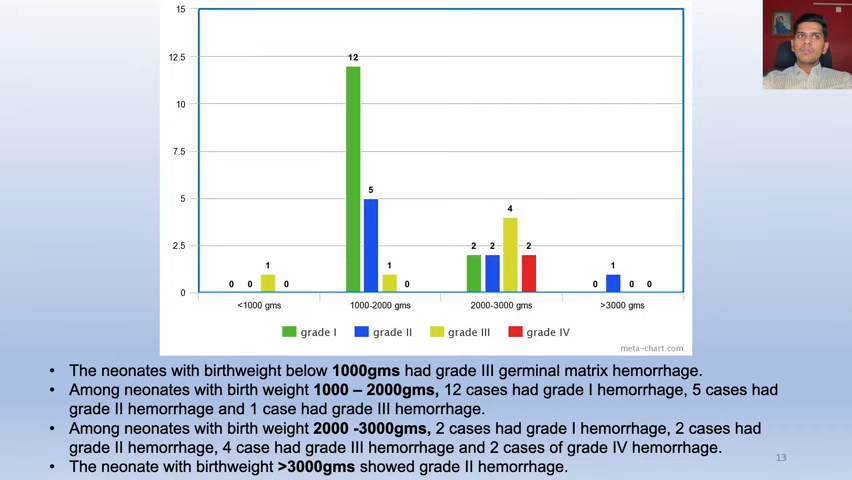 15
12.5
10
7.5
5
2.5
0
12
5
4
2 2 2
1 1 1
0 0 0 0 0 0 0
<1000 gms 1000-2000 gms 2000-3000 gms >3000 gms
grade I grade II grade III grade IV
meta-chart.com
• The neonates with birthweight below 1000gms had grade III germinal matrix hemorrhage.
• Among neonates with birth weight 1000 – 2000gms, 12 cases had grade I hemorrhage, 5 cases had
grade II hemorrhage and 1 case had grade III hemorrhage.
• Among neonates with birth weight 2000 -3000gms, 2 cases had grade I hemorrhage, 2 cases had
grade II hemorrhage, 4 case had grade III hemorrhage and 2 cases of grade IV hemorrhage.
• The neonate with birthweight >3000gms showed grade II hemorrhage.
13